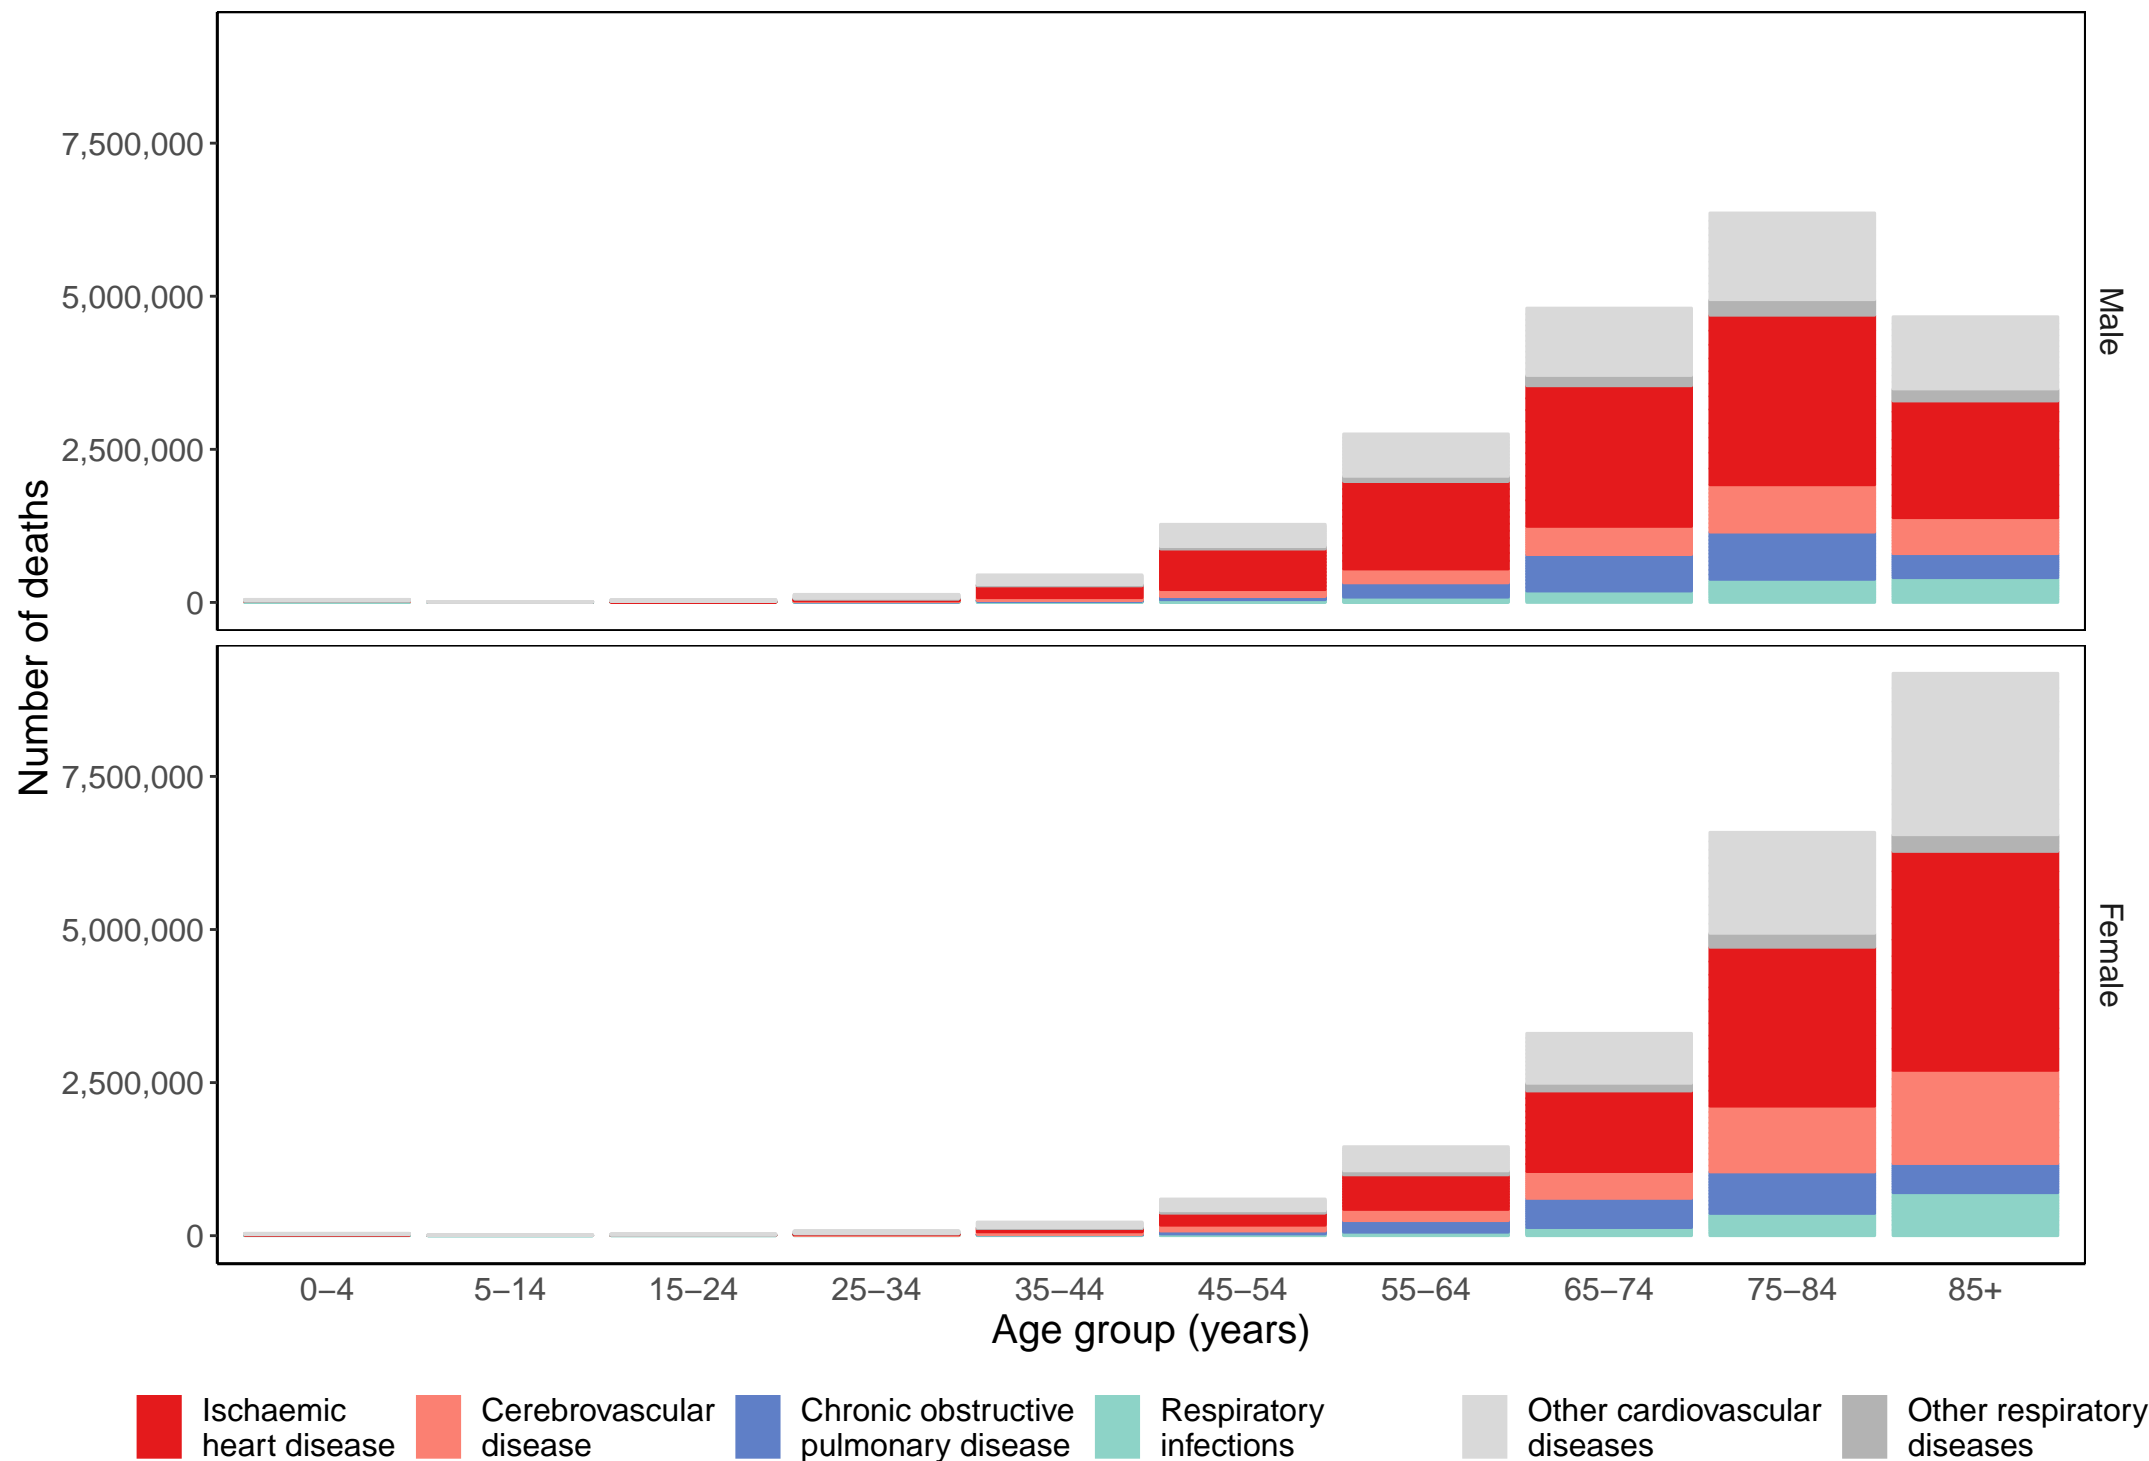 7,500,000
5,000,000
2,500,000
0
Male
Number of deaths
7,500,000
5,000,000
2,500,000
0
Female
0–4 5–14 15–24 25–34 35–44 45–54 55–64 65–74 75–84 85+
Age group (years)
Ischaemic
heart disease
Cerebrovascular
disease
Chronic obstructive
pulmonary disease
Respiratory
infections
Other cardiovascular
diseases
Other respiratory
diseases